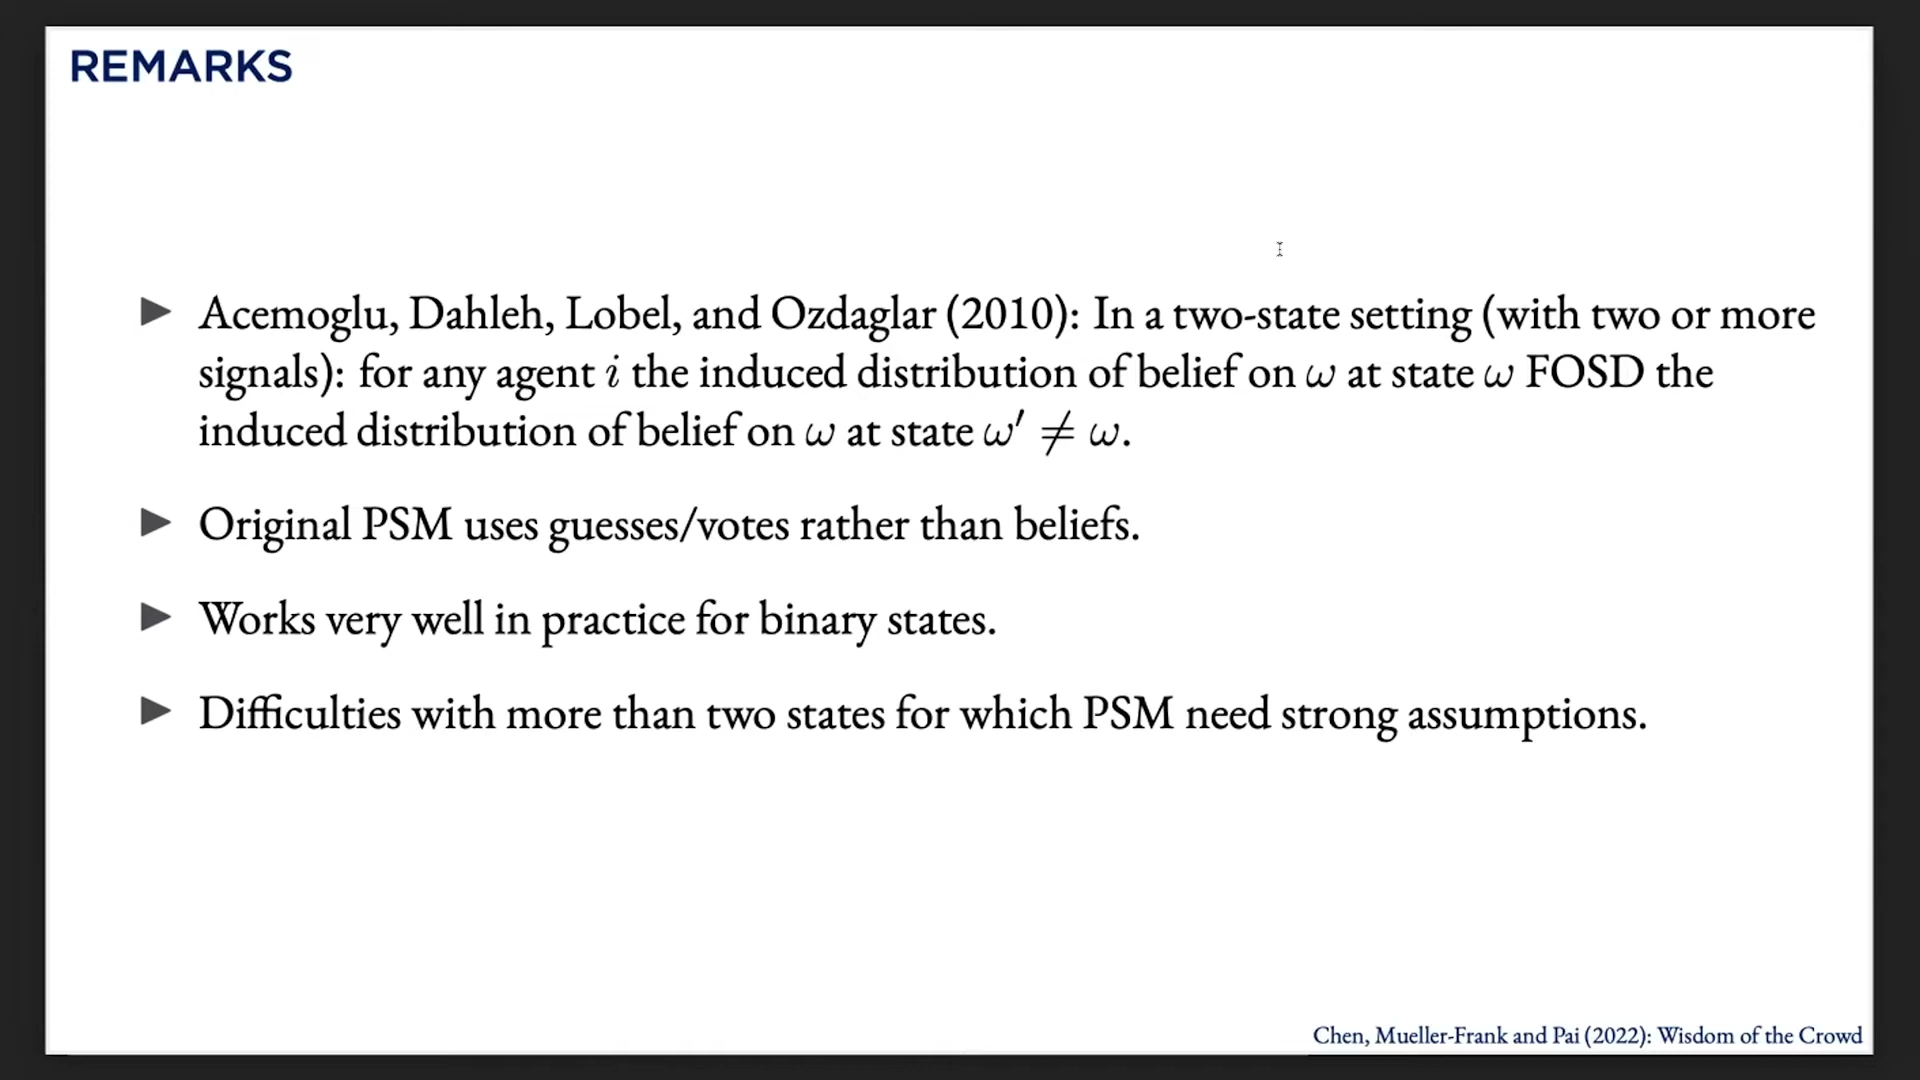 REMARKS
▶ Acemoglu, Dahleh, Lobel, and Ozdaglar (2010): In a two-state setting (with two or more
signals): for any agent i the induced distribution of belief on ω at state ω FOSD the
induced distribution of belief on ω at state ω′ ≠ ω.
▶ Original PSM uses guesses/votes rather than beliefs.
▶ Works very well in practice for binary states.
▶ Difficulties with more than two states for which PSM need strong assumptions.
Chen, Mueller-Frank and Pai (2022): Wisdom of the Crowd